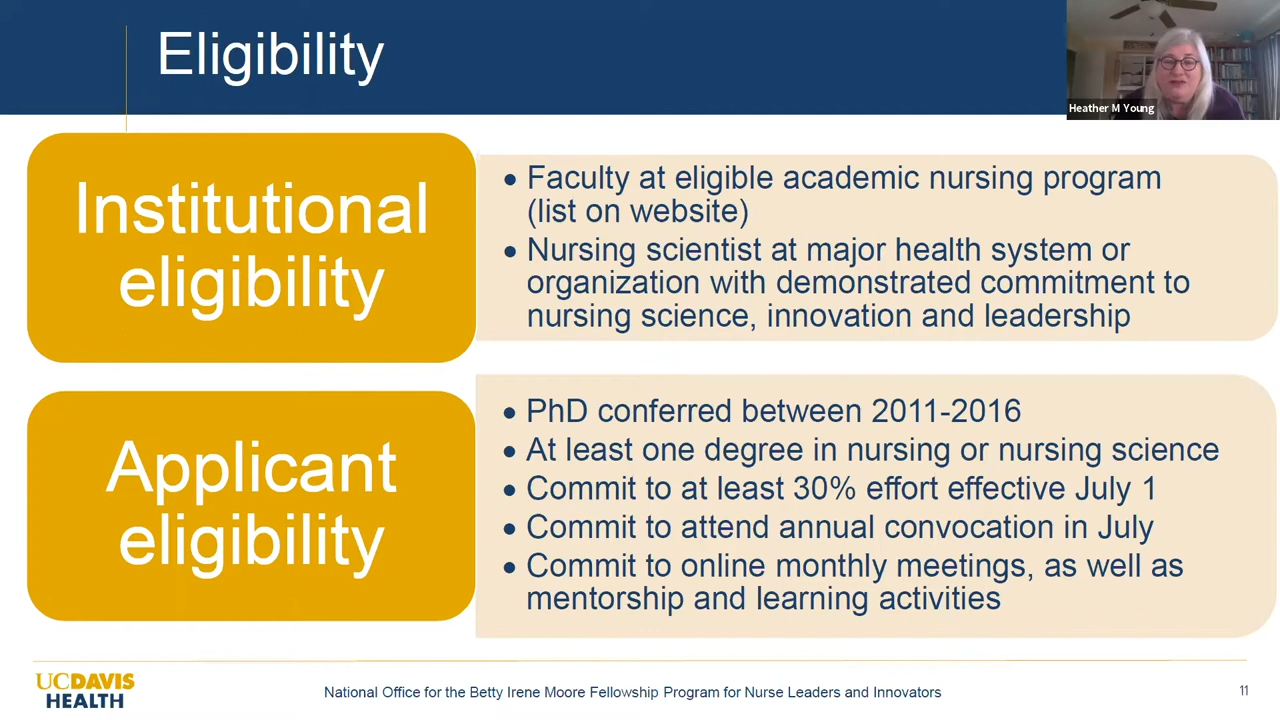 Eligibility
Heather M Young
Institutional
eligibility
• Faculty at eligible academic nursing program
(list on website)
• Nursing scientist at major health system or
organization with demonstrated commitment to
nursing science, innovation and leadership
Applicant
eligibility
• PhD conferred between 2011-2016
• At least one degree in nursing or nursing science
• Commit to at least 30% effort effective July 1
• Commit to attend annual convocation in July
• Commit to online monthly meetings, as well as
mentorship and learning activities
UCDAVIS
HEALTH
National Office for the Betty Irene Moore Fellowship Program for Nurse Leaders and Innovators
11